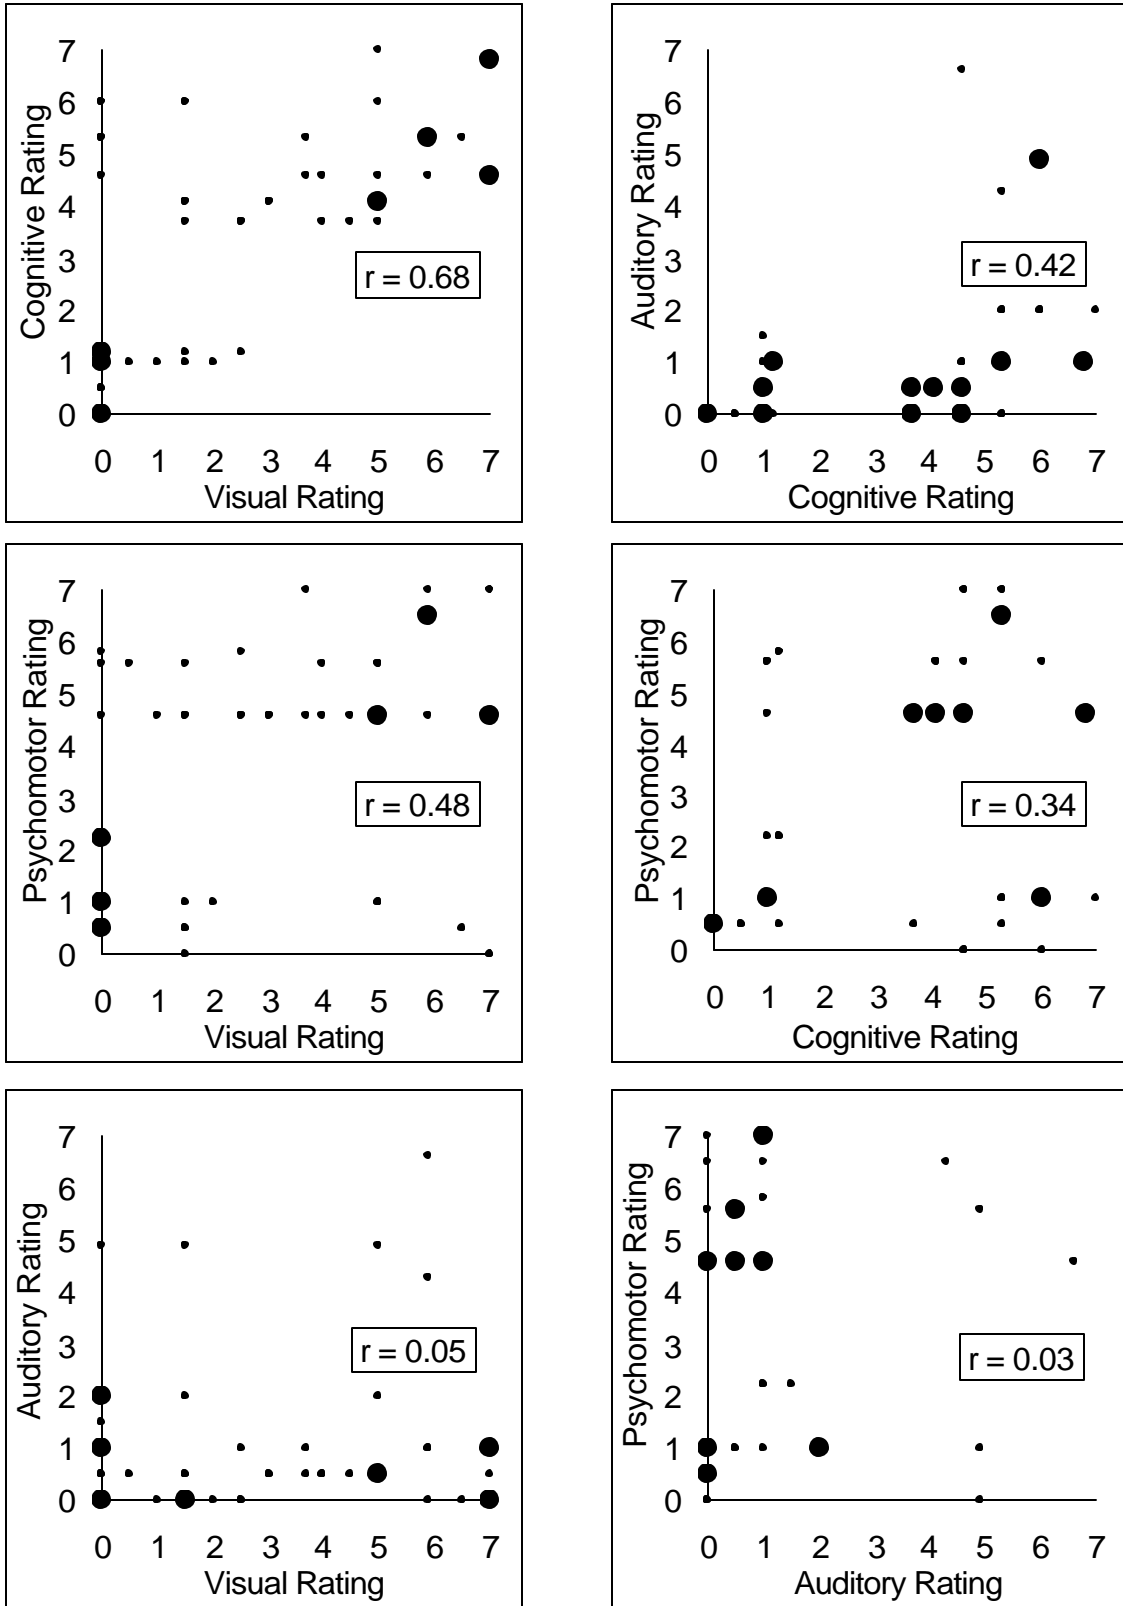 7
6
5
4
3
2
1
0
Cognitive Rating
r = 0.68
0 1 2 3 4 5 6 7
Visual Rating
7
6
5
4
3
2
1
0
Auditory Rating
r = 0.42
0 1 2 3 4 5 6 7
Cognitive Rating
7
6
5
4
3
2
1
0
Psychomotor Rating
r = 0.48
0 1 2 3 4 5 6 7
Visual Rating
7
6
5
4
3
2
1
0
Psychomotor Rating
r = 0.34
0 1 2 3 4 5 6 7
Cognitive Rating
7
6
5
4
3
2
1
0
Auditory Rating
r = 0.05
0 1 2 3 4 5 6 7
Visual Rating
7
6
5
4
3
2
1
0
Psychomotor Rating
r = 0.03
0 1 2 3 4 5 6 7
Auditory Rating